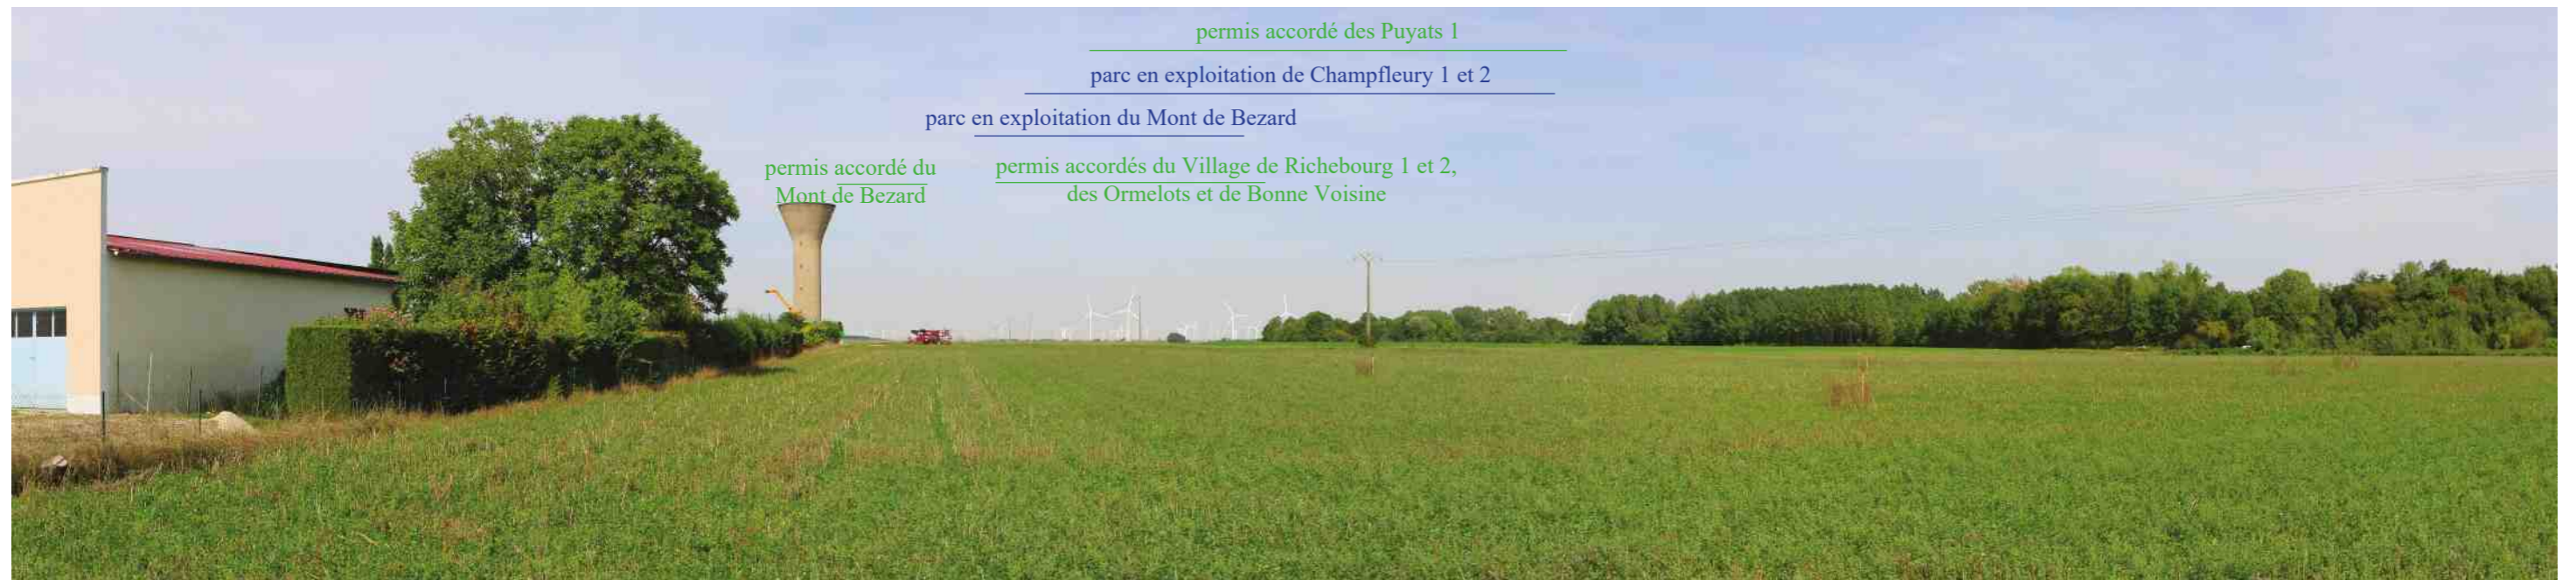 permis accordé des Puyats 1
parc en exploitation de Champfleury 1 et 2
parc en exploitation du Mont de Bezard
permis accordé du
Mont de Bezard
permis accordés du Village de Richebourg 1 et 2,
des Ormelots et de Bonne Voisine